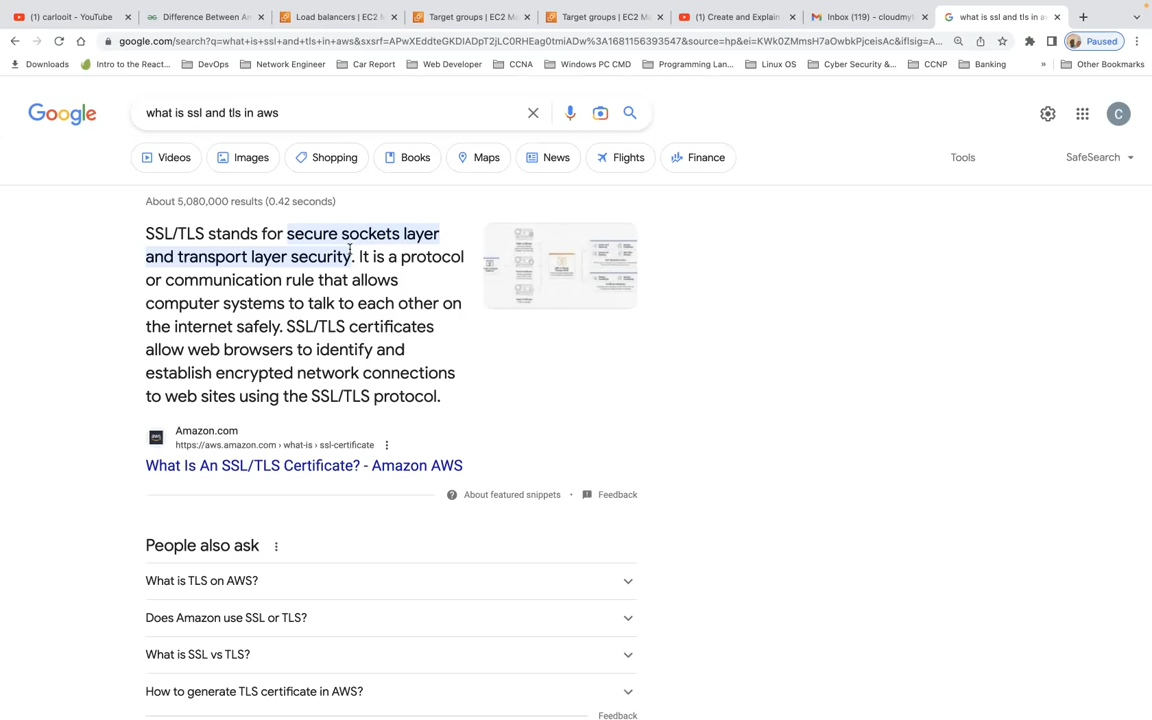 (1) carlooit - YouTube
Difference Between An
Load balancers | EC2 M
Target groups | EC2 Ma
Target groups | EC2 Ma
(1) Create and Explain
Inbox (119) - cloudmyl
what is ssl and tls in aw
google.com/search?q=what+is+ssl+and+tls+in+aws&sxsrf=APwXEddteGKDIADpT2jLC0RHEag0tmiADw%3A1681156393547&source=hp&ei=KWk0ZMmsH7aOwbkPjceisAc&iflsig=A...
Paused
Downloads
Intro to the React...
DevOps
Network Engineer
Car Report
Web Developer
CCNA
Windows PC CMD
Programming Lan...
Linux OS
Cyber Security &...
CCNP
Banking
»
Other Bookmarks
Google
what is ssl and tls in aws
C
Videos
Images
Shopping
Books
Maps
News
Flights
Finance
Tools
SafeSearch
About 5,080,000 results (0.42 seconds)
SSL/TLS stands for secure sockets layer
and transport layer security. It is a protocol
or communication rule that allows
computer systems to talk to each other on
the internet safely. SSL/TLS certificates
allow web browsers to identify and
establish encrypted network connections
to web sites using the SSL/TLS protocol.
aws
Amazon.com
https://aws.amazon.com › what-is › ssl-certificate
What Is An SSL/TLS Certificate? - Amazon AWS
About featured snippets
•
Feedback
People also ask
What is TLS on AWS?
Does Amazon use SSL or TLS?
What is SSL vs TLS?
How to generate TLS certificate in AWS?
Feedback